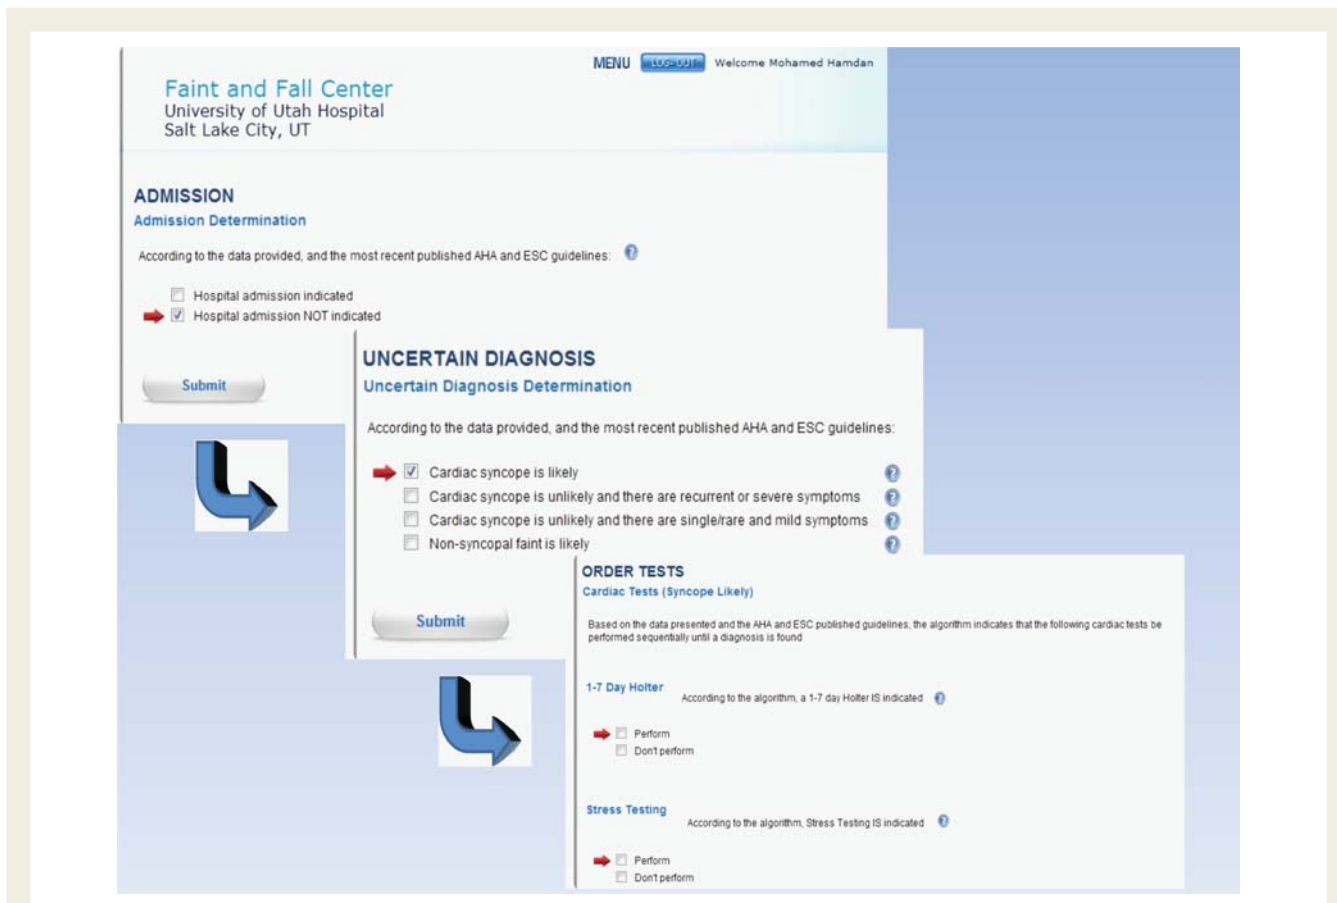 MENU LOG-OUT Welcome Mohamed Hamdan
Faint and Fall Center
University of Utah Hospital
Salt Lake City, UT
ADMISSION
Admission Determination
According to the data provided, and the most recent published AHA and ESC guidelines:
Hospital admission indicated
Hospital admission NOT indicated
Submit
UNCERTAIN DIAGNOSIS
Uncertain Diagnosis Determination
According to the data provided, and the most recent published AHA and ESC guidelines:
Cardiac syncope is likely
Cardiac syncope is unlikely and there are recurrent or severe symptoms
Cardiac syncope is unlikely and there are single/rare and mild symptoms
Non-syncopal faint is likely
Submit
ORDER TESTS
Cardiac Tests (Syncope Likely)
Based on the data presented and the AHA and ESC published guidelines, the algorithm indicates that the following cardiac tests be
performed sequentially until a diagnosis is found
1-7 Day Holter
According to the algorithm, a 1-7 day Holter IS indicated
Perform
Don't perform
Stress Testing
According to the algorithm, Stress Testing IS indicated
Perform
Don't perform